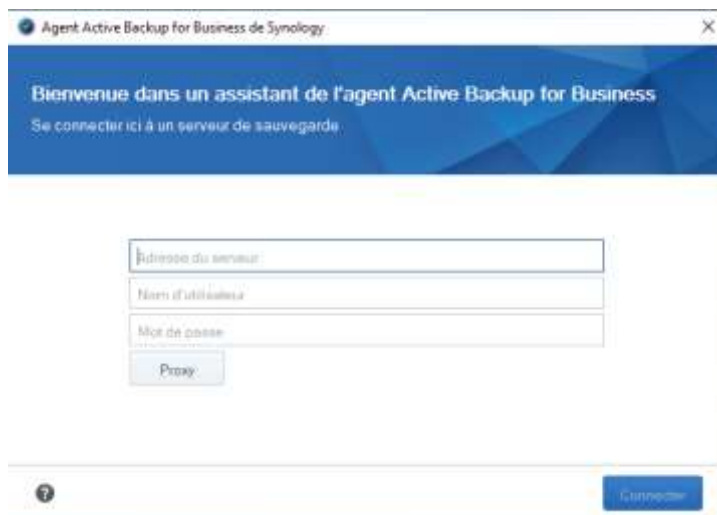 Agent Active Backup for Business de Synology
Bienvenue dans un assistant de l'agent Active Backup for Business
Se connecter ici à un serveur de sauvegarde
Adresse du serveur
Nom d'utilisateur
Mot de passe
Proxy
Connecter